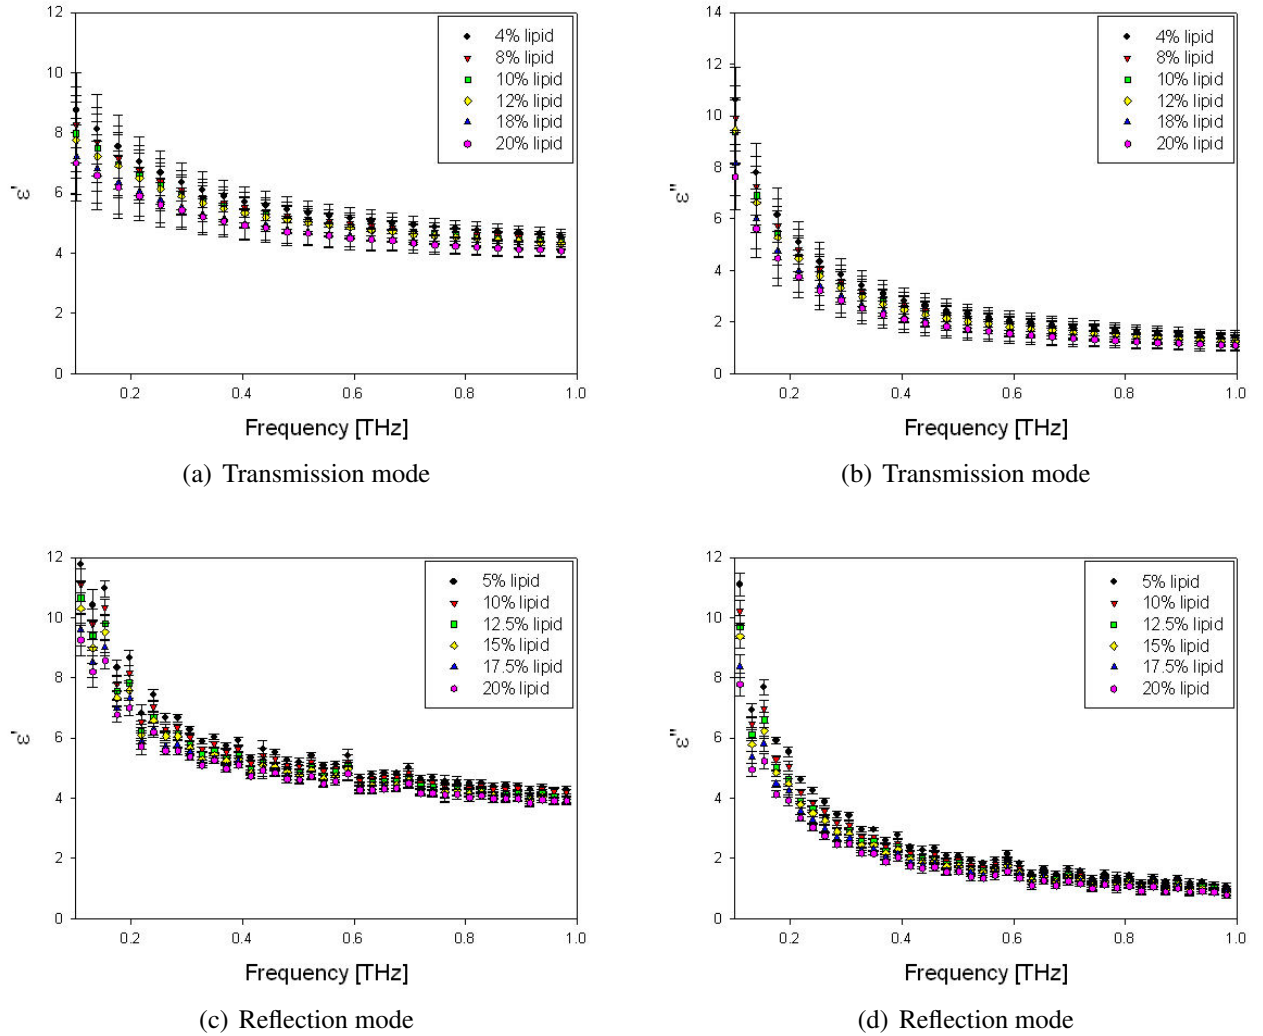 12
10
8
6
4
2
0
ε'
4% lipid
8% lipid
10% lipid
12% lipid
18% lipid
20% lipid
0.2 0.4 0.6 0.8 1.0
Frequency [THz]
(a) Transmission mode
14
12
10
8
6
4
2
0
ε"
4% lipid
8% lipid
10% lipid
12% lipid
18% lipid
20% lipid
0.2 0.4 0.6 0.8 1.0
Frequency [THz]
(b) Transmission mode
12
10
8
6
4
2
0
ε'
5% lipid
10% lipid
12.5% lipid
15% lipid
17.5% lipid
20% lipid
0.2 0.4 0.6 0.8 1.0
Frequency [THz]
(c) Reflection mode
12
10
8
6
4
2
0
ε"
5% lipid
10% lipid
12.5% lipid
15% lipid
17.5% lipid
20% lipid
0.2 0.4 0.6 0.8 1.0
Frequency [THz]
(d) Reflection mode